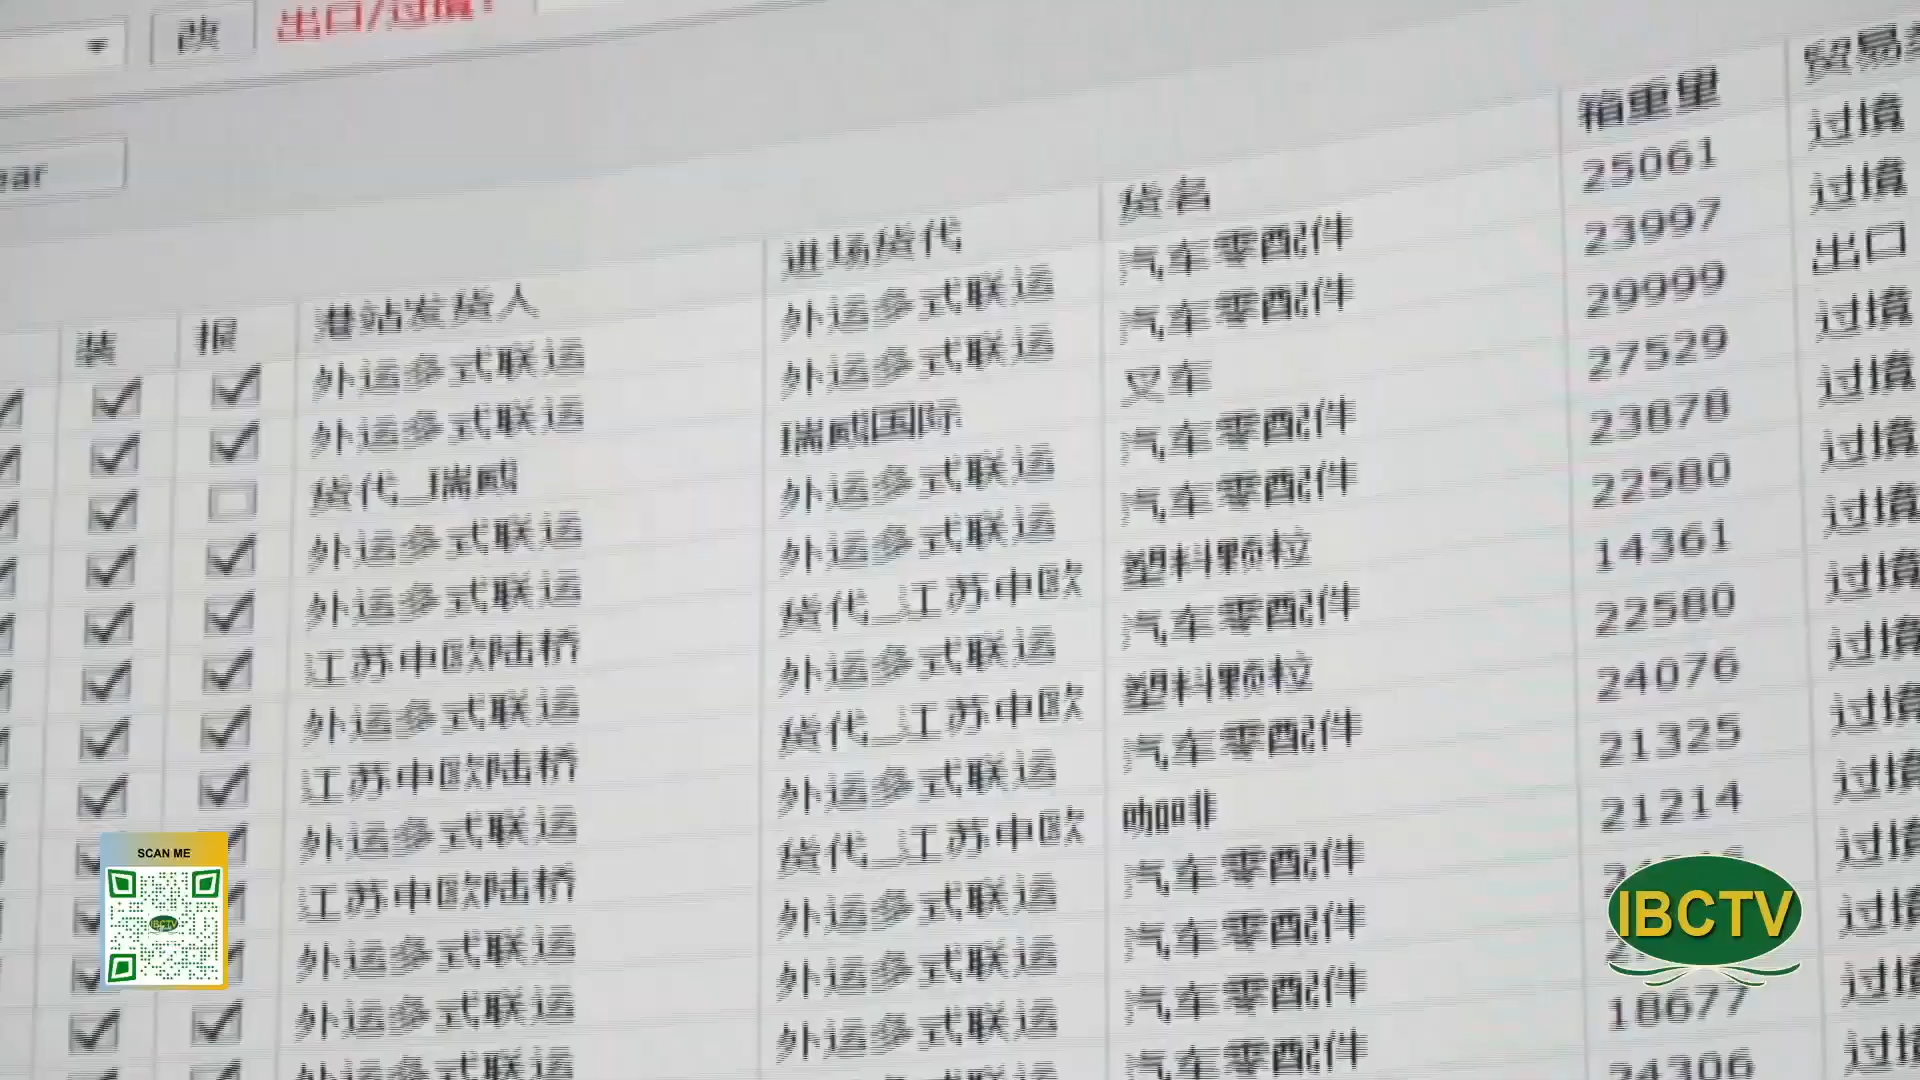 改 出口/过境:
ear
装 报 港站发货人 进场货代 货名 箱重量 贸易
外运多式联运 外运多式联运 汽车零配件 25061 过境
外运多式联运 外运多式联运 汽车零配件 23997 过境
货代_瑞威 瑞威国际 叉车 29999 出口
外运多式联运 外运多式联运 汽车零配件 27529 过境
外运多式联运 外运多式联运 汽车零配件 23878 过境
江苏中欧陆桥 货代_江苏中欧 塑料颗粒 22580 过境
外运多式联运 外运多式联运 汽车零配件 14361 过境
江苏中欧陆桥 货代_江苏中欧 塑料颗粒 22580 过境
外运多式联运 外运多式联运 汽车零配件 24076 过境
江苏中欧陆桥 货代_江苏中欧 咖啡 21325 过境
外运多式联运 外运多式联运 汽车零配件 21214 过境
外运多式联运 外运多式联运 汽车零配件 过境
外运多式联运 外运多式联运 汽车零配件 过境
外运多式联运 汽车零配件 18677 过境
24306 过境
SCAN ME
IBCTV
IBCTV